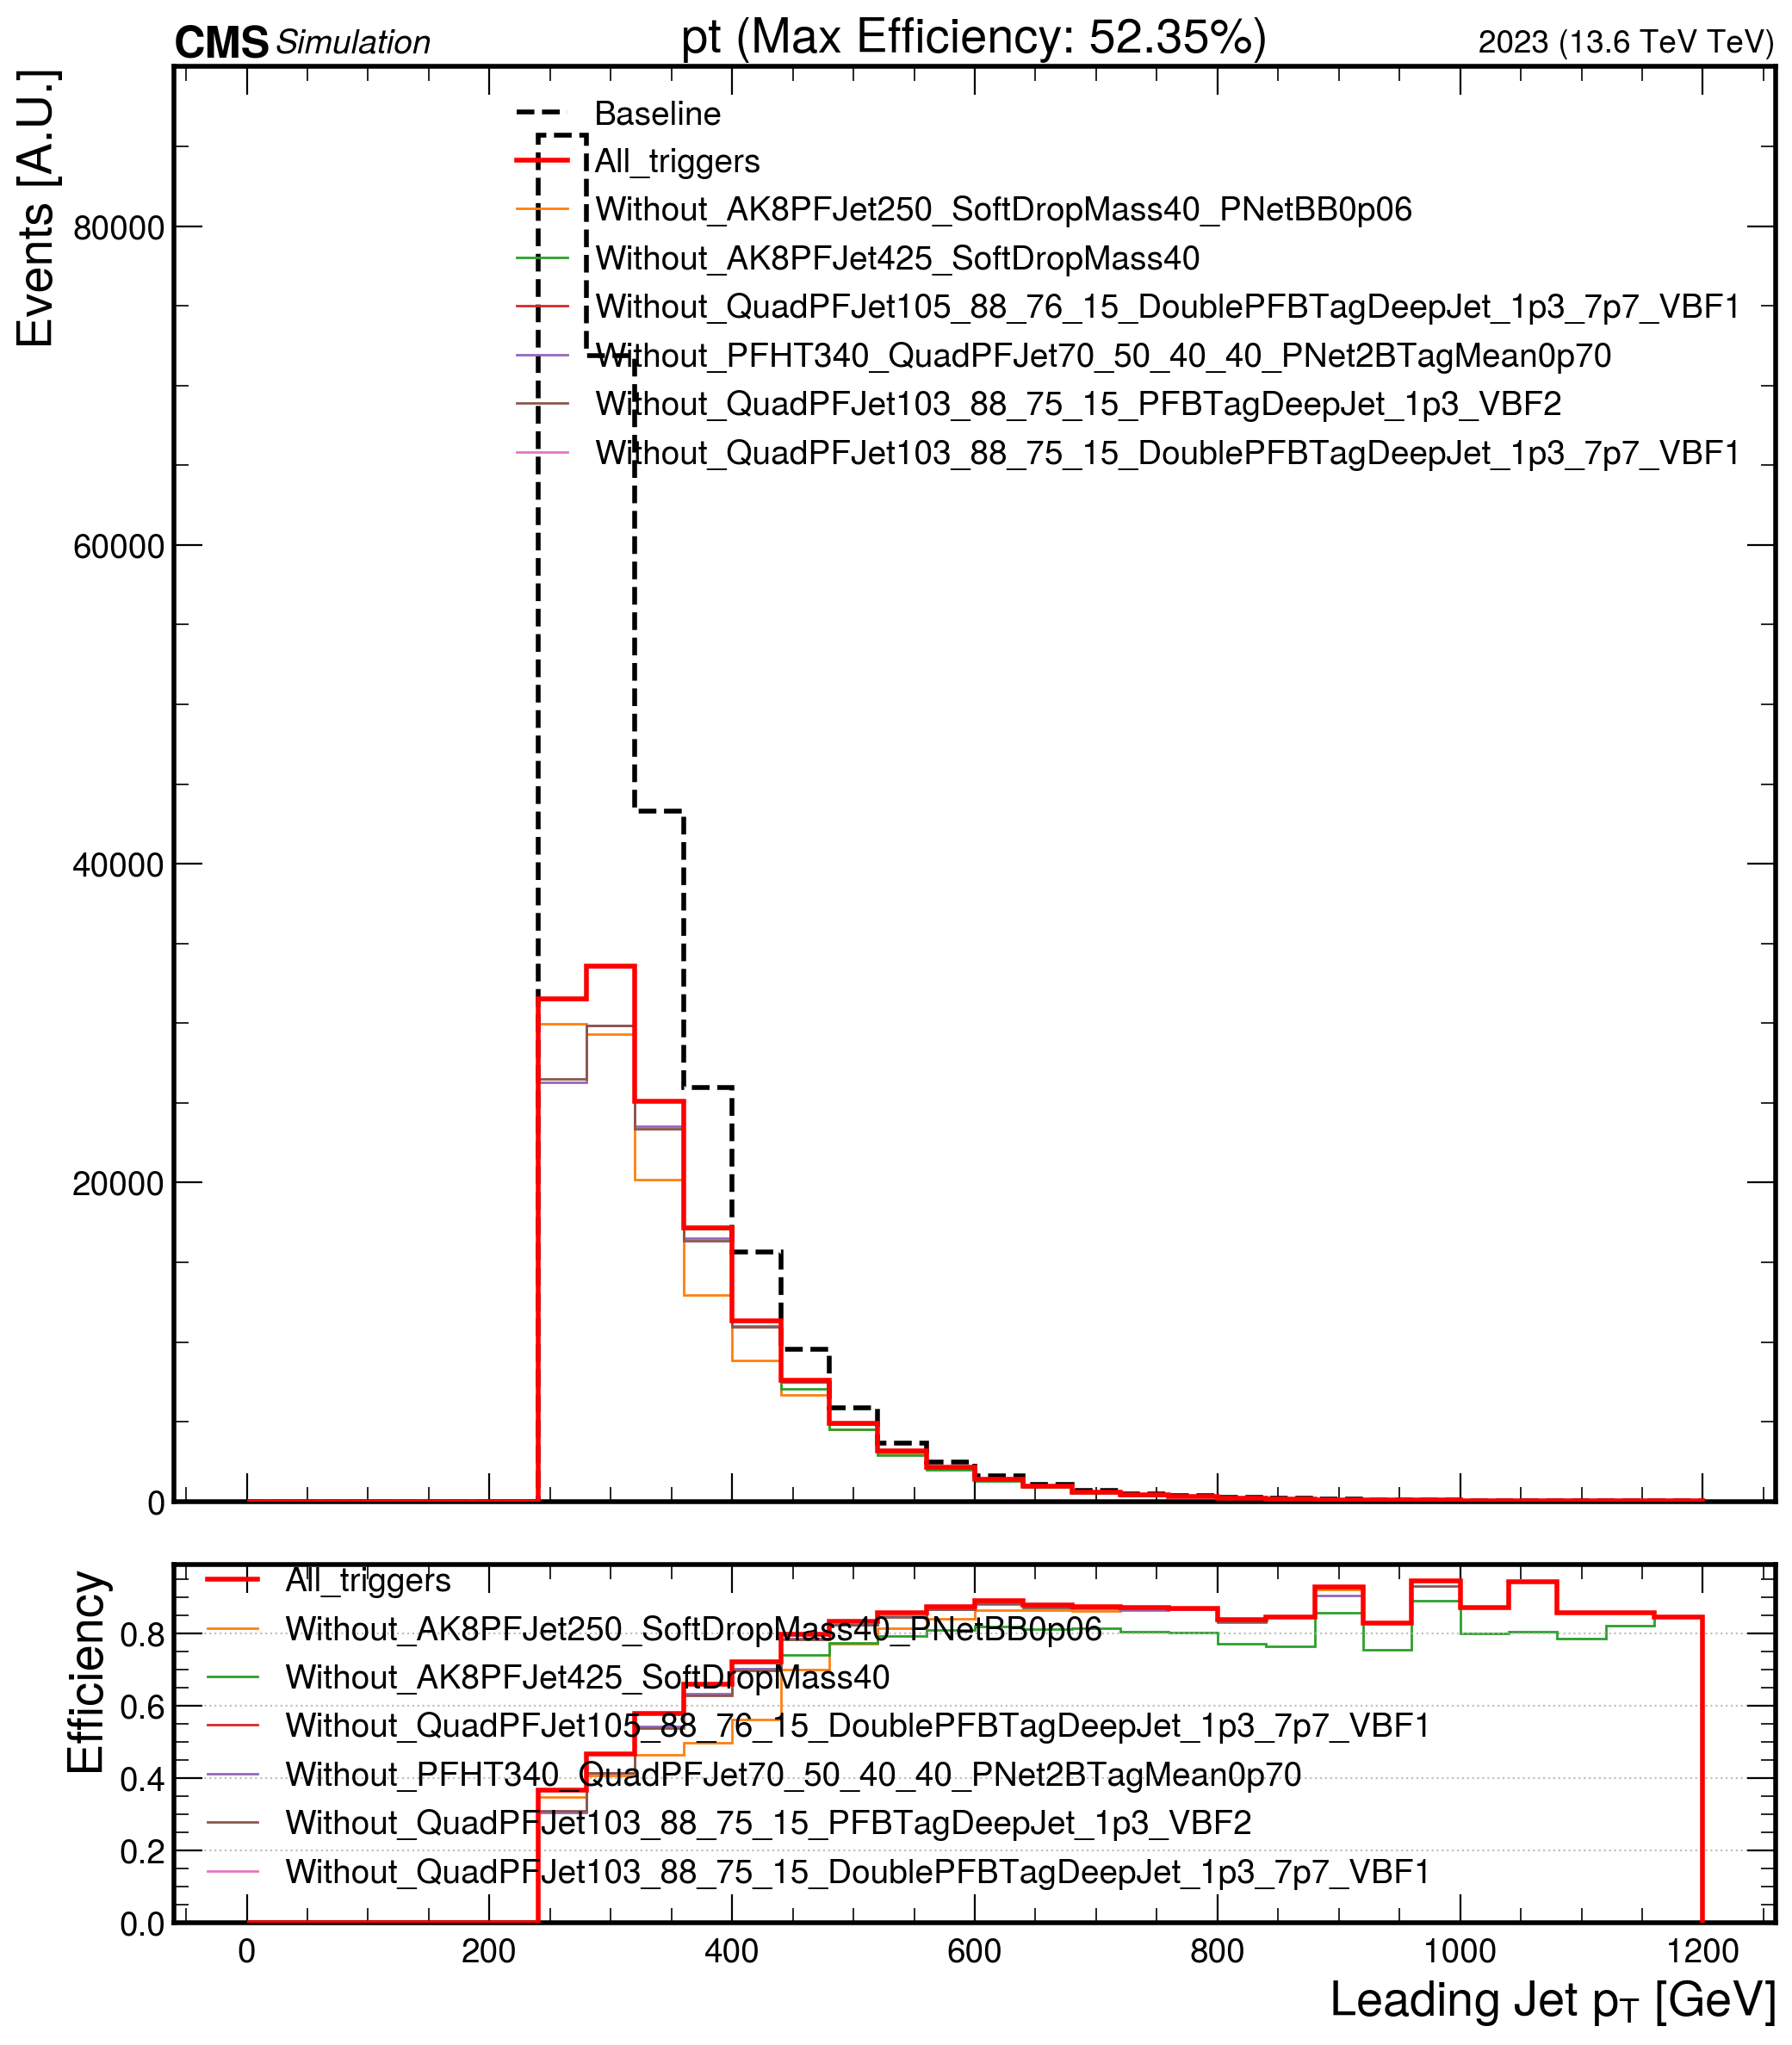 CMS Simulation pt (Max Efficiency: 52.35%) 2023 (13.6 TeV TeV)
Events [A.U.]
Baseline
All_triggers
Without_AK8PFJet250_SoftDropMass40_PNetBB0p06
Without_AK8PFJet425_SoftDropMass40
Without_QuadPFJet105_88_76_15_DoublePFBTagDeepJet_1p3_7p7_VBF1
Without_PFHT340_QuadPFJet70_50_40_40_PNet2BTagMean0p70
Without_QuadPFJet103_88_75_15_PFBTagDeepJet_1p3_VBF2
Without_QuadPFJet103_88_75_15_DoublePFBTagDeepJet_1p3_7p7_VBF1
80000
60000
40000
20000
0
Efficiency
All_triggers
Without_AK8PFJet250_SoftDropMass40_PNetBB0p06
Without_AK8PFJet425_SoftDropMass40
Without_QuadPFJet105_88_76_15_DoublePFBTagDeepJet_1p3_7p7_VBF1
Without_PFHT340_QuadPFJet70_50_40_40_PNet2BTagMean0p70
Without_QuadPFJet103_88_75_15_PFBTagDeepJet_1p3_VBF2
Without_QuadPFJet103_88_75_15_DoublePFBTagDeepJet_1p3_7p7_VBF1
0.8
0.6
0.4
0.2
0.0
0 200 400 600 800 1000 1200
Leading Jet pT [GeV]